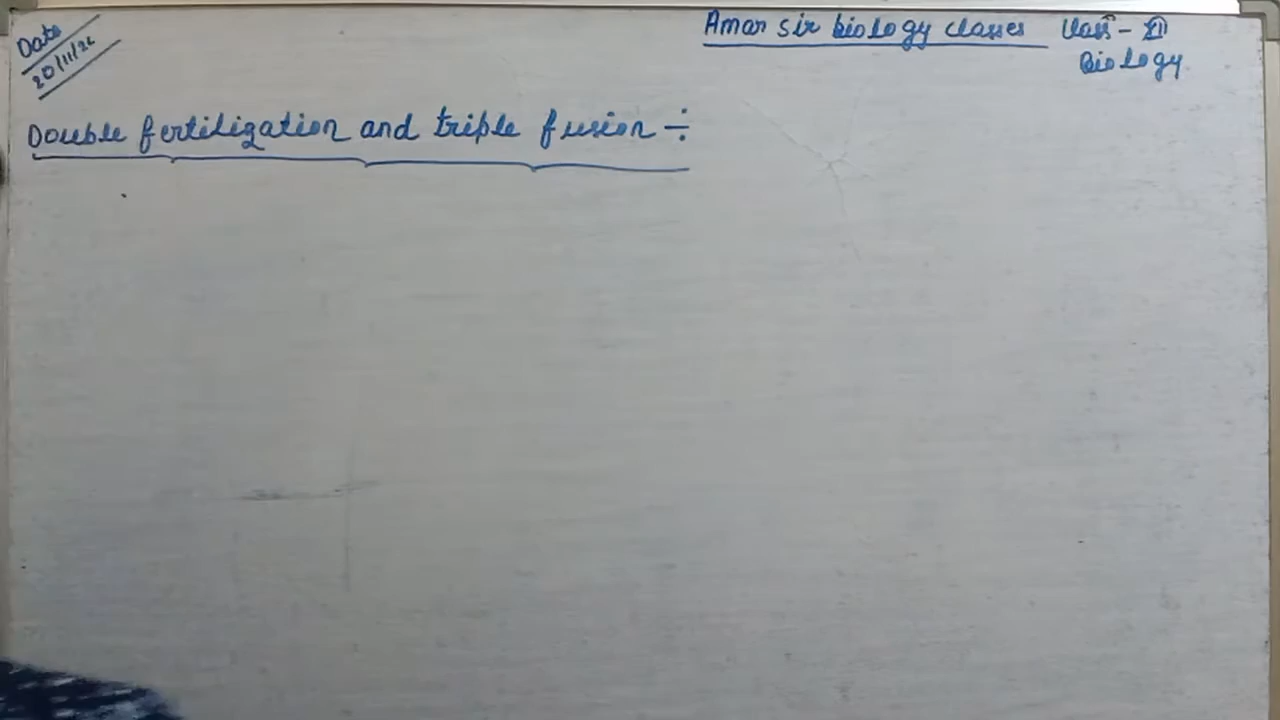 Date
20/11/26
Amar sir biology classes Class - XII
Biology
Double fertilization and triple fusion ÷